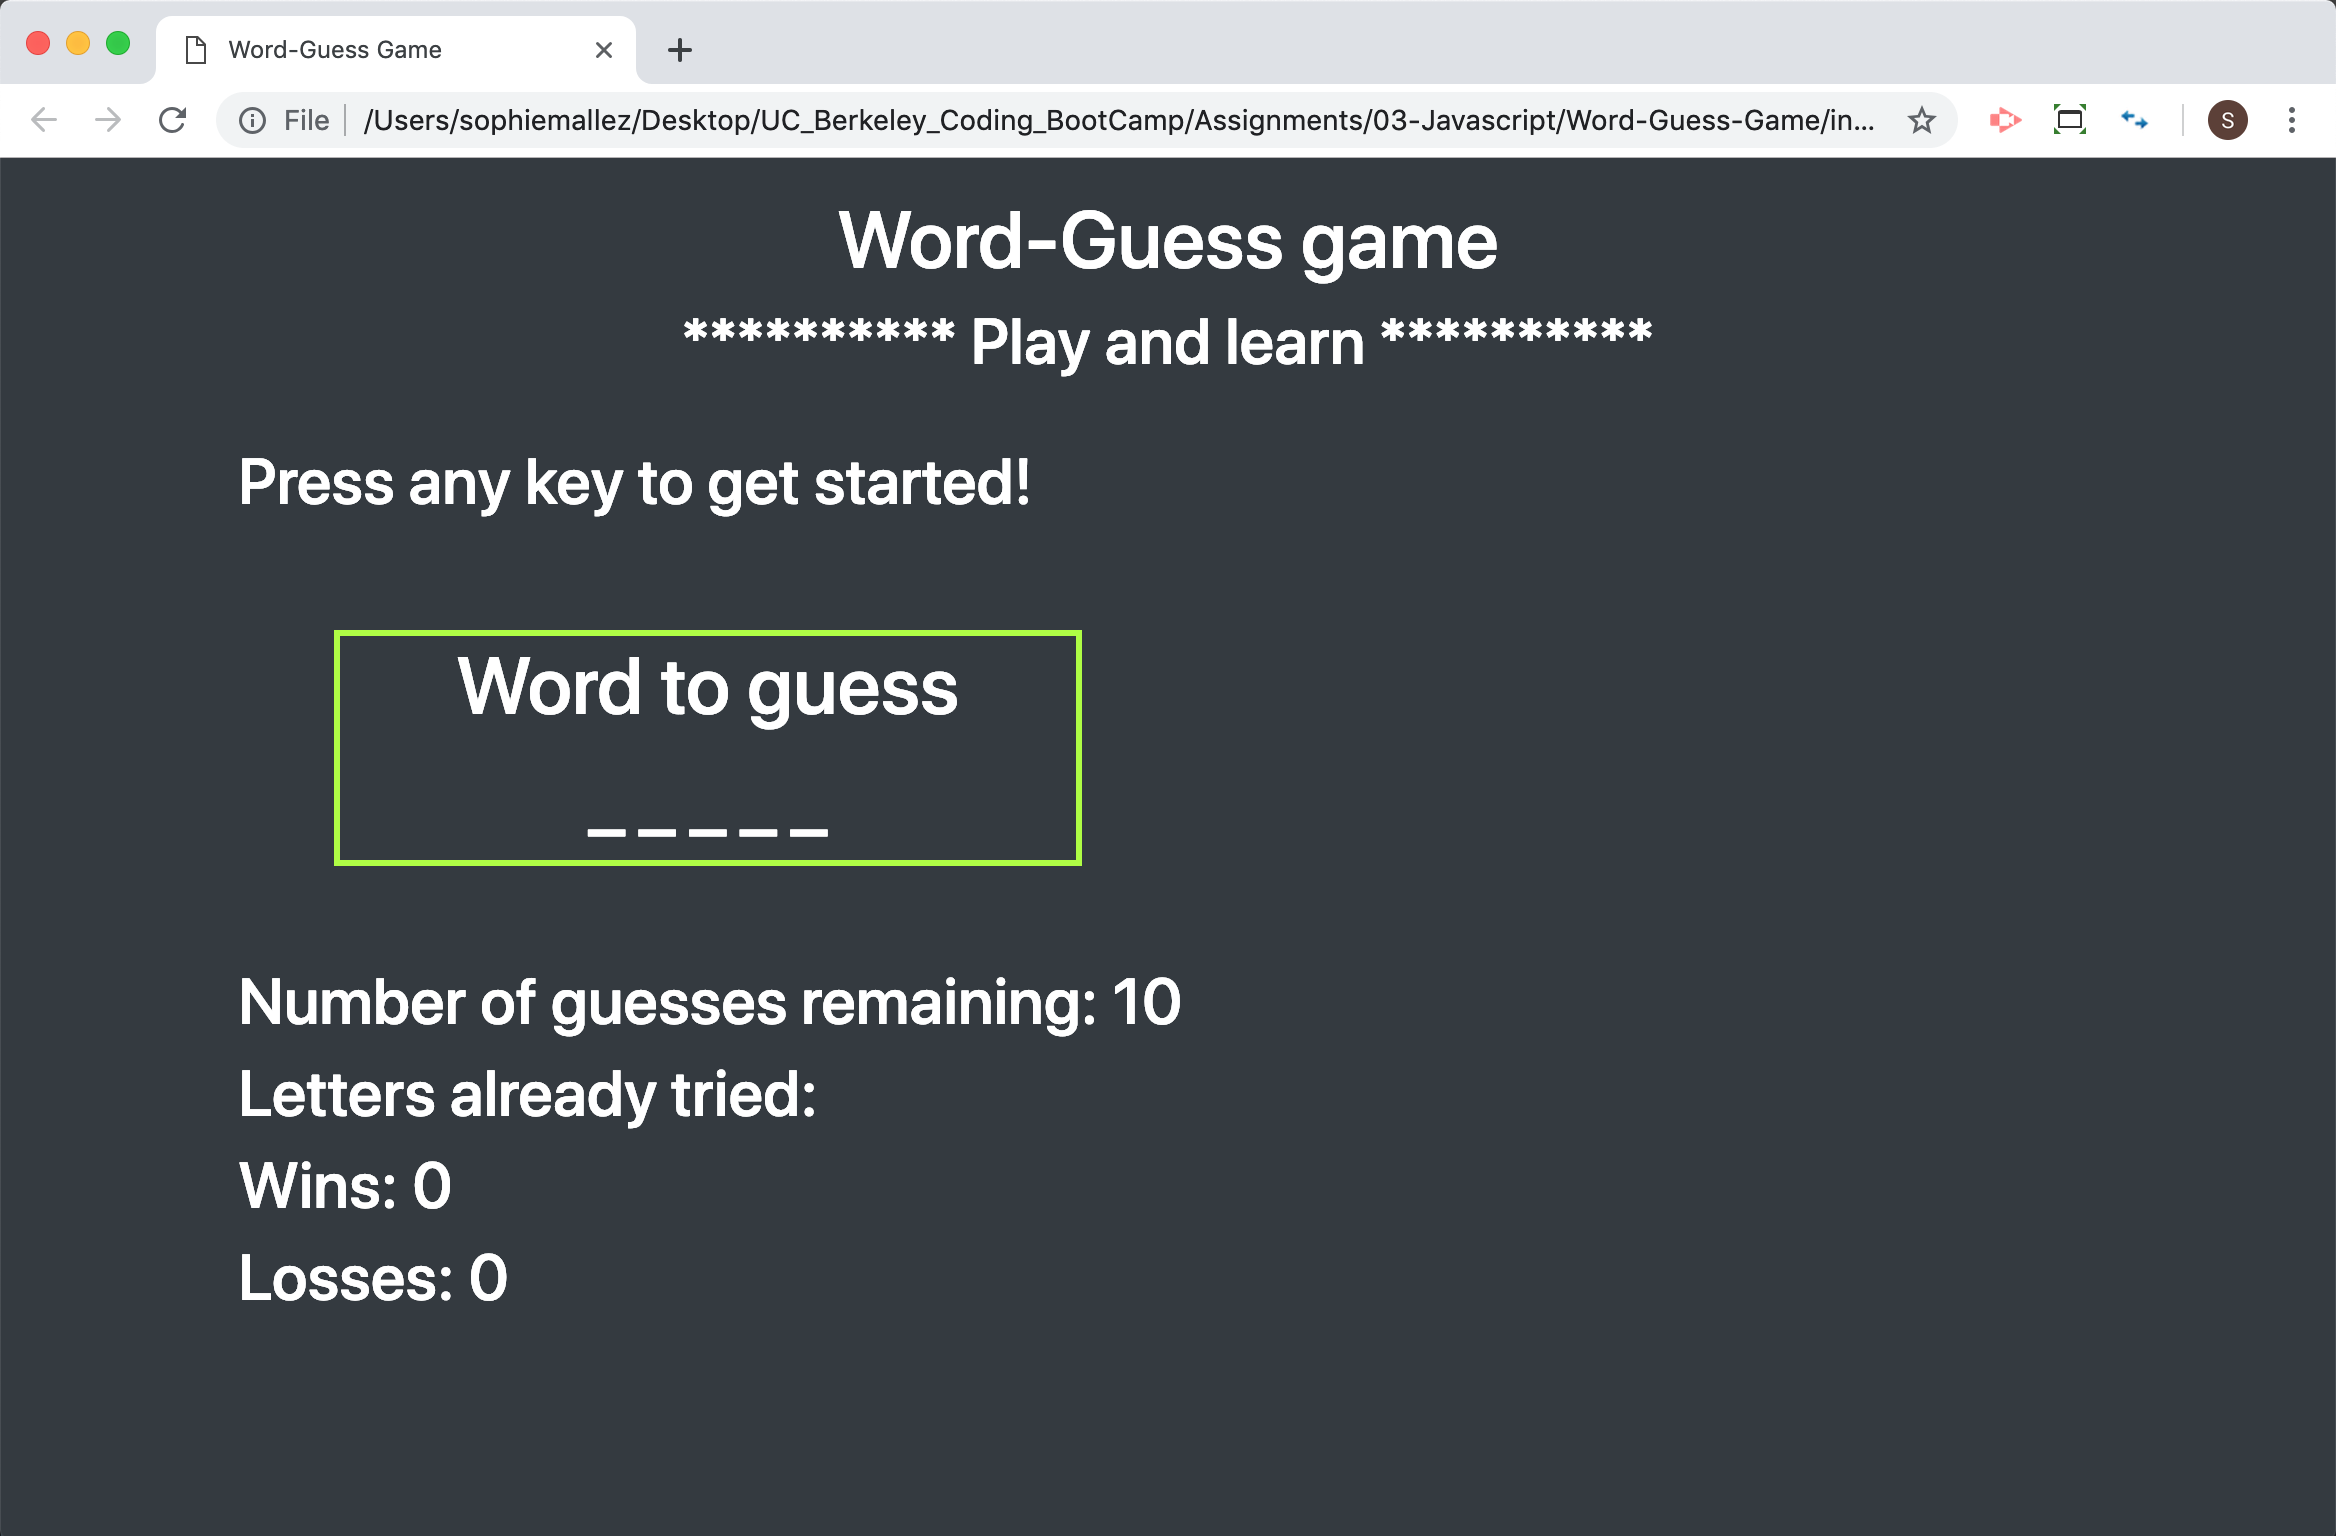 Word-Guess Game
File /Users/sophiemallez/Desktop/UC_Berkeley_Coding_BootCamp/Assignments/03-Javascript/Word-Guess-Game/in...
S
Word-Guess game
********** Play and learn **********
Press any key to get started!
Word to guess
_ _ _ _ _
Number of guesses remaining: 10
Letters already tried:
Wins: 0
Losses: 0